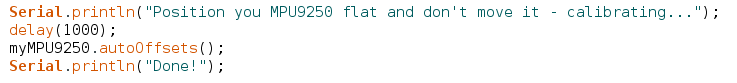 Serial.println("Position you MPU9250 flat and don't move it - calibrating...");
delay(1000);
myMPU9250.autoOffsets();
Serial.println("Done!");